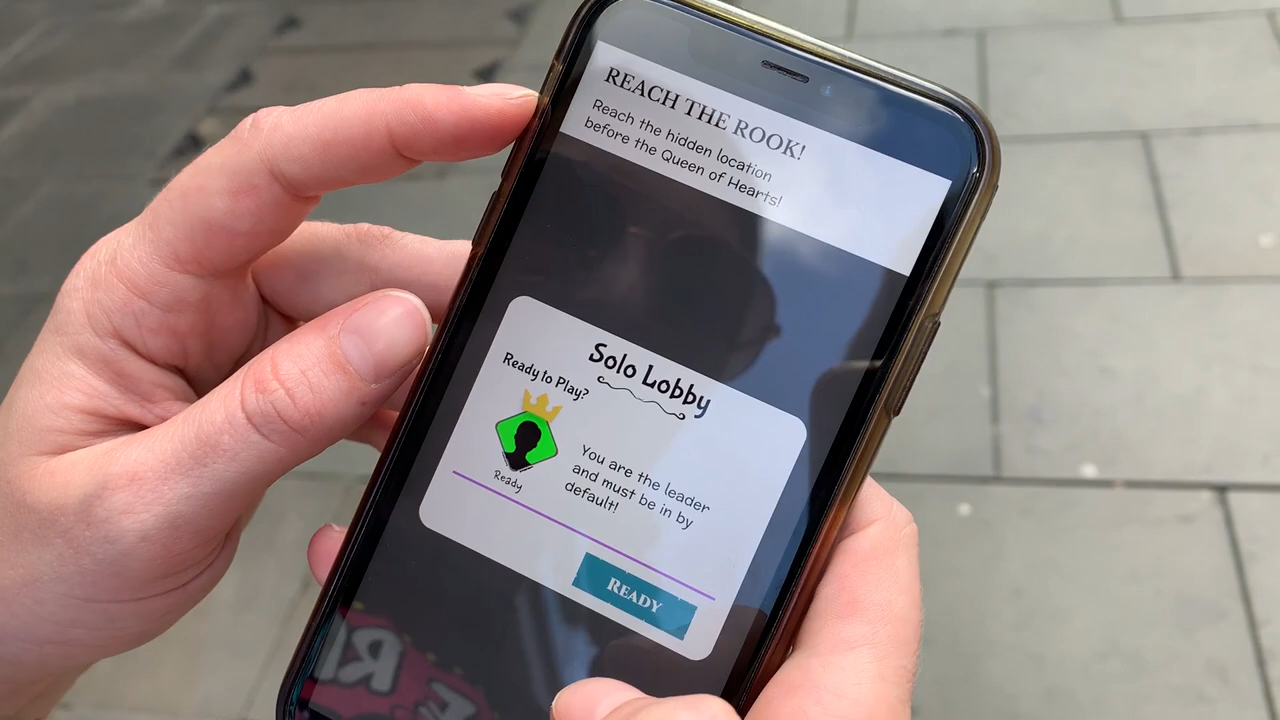 REACH THE ROOK!
Reach the hidden location
before the Queen of Hearts!
Solo Lobby
Ready to Play?
Ready
You are the leader
and must be in by
default!
READY